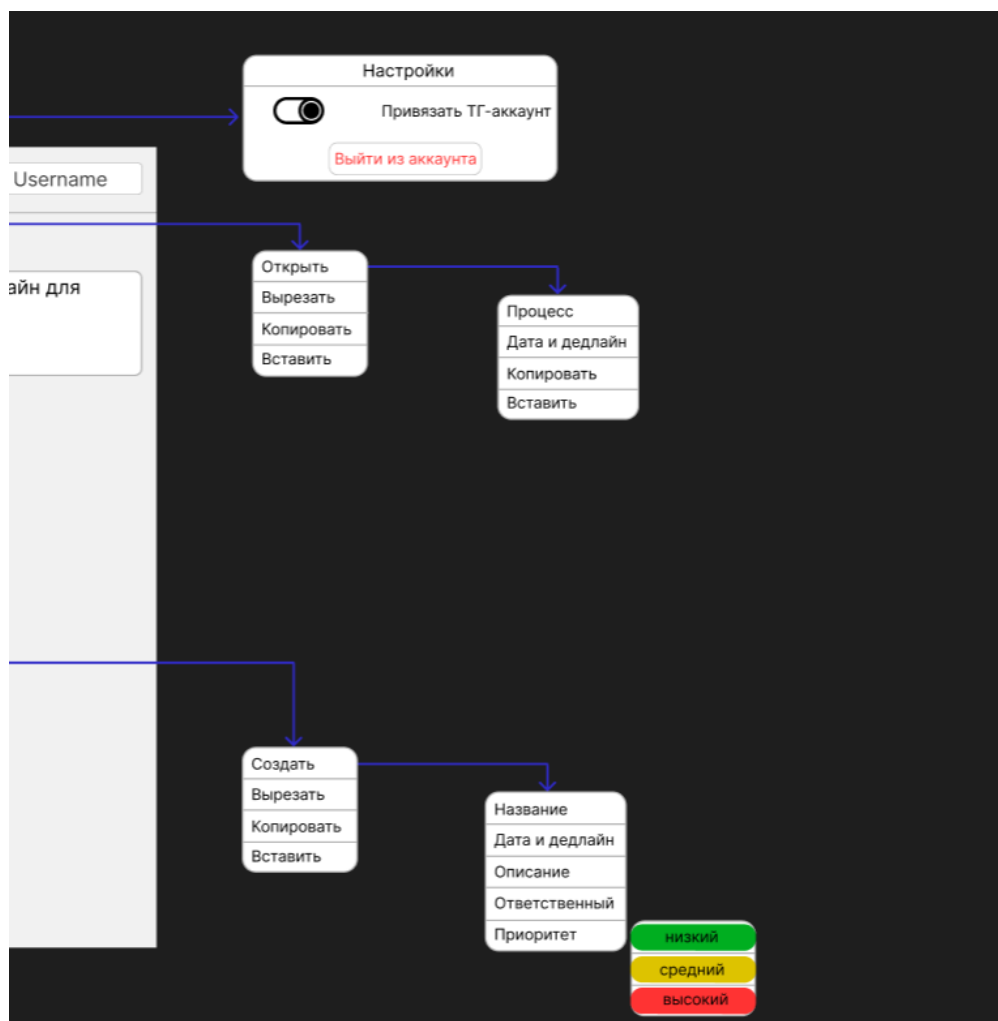 Настройки
Привязать ТГ-аккаунт
Выйти из аккаунта
Username
айн для
Открыть
Вырезать
Копировать
Вставить
Процесс
Дата и дедлайн
Копировать
Вставить
Создать
Вырезать
Копировать
Вставить
Название
Дата и дедлайн
Описание
Ответственный
Приоритет
низкий
средний
высокий